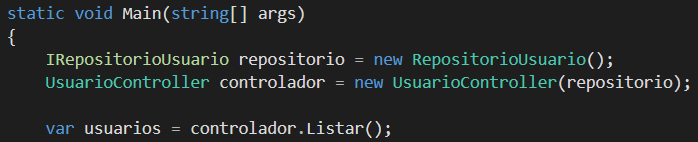 static void Main(string[] args)
{
    IRepositorioUsuario repositorio = new RepositorioUsuario();
    UsuarioController controlador = new UsuarioController(repositorio);

    var usuarios = controlador.Listar();